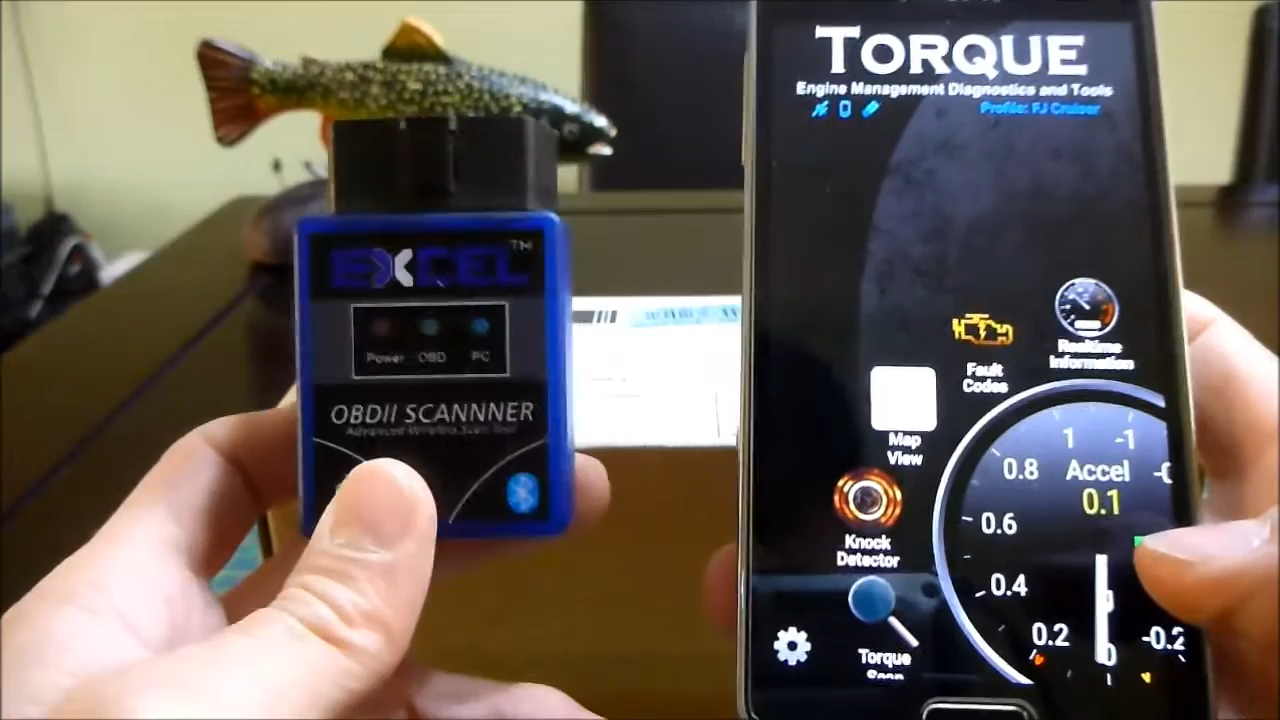 EXCEL™
Power OBD PC
OBDII SCANNNER
Advanced Wireless Scan Tool
TORQUE
Engine Management Diagnostics and Tools
Profile: FJ Cruiser
Realtime
Information
Fault
Codes
Map
View
Knock
Detector
Torque
1 -1
0.8 Accel
0.1
0.6
0.4
0.2 0 -0.2